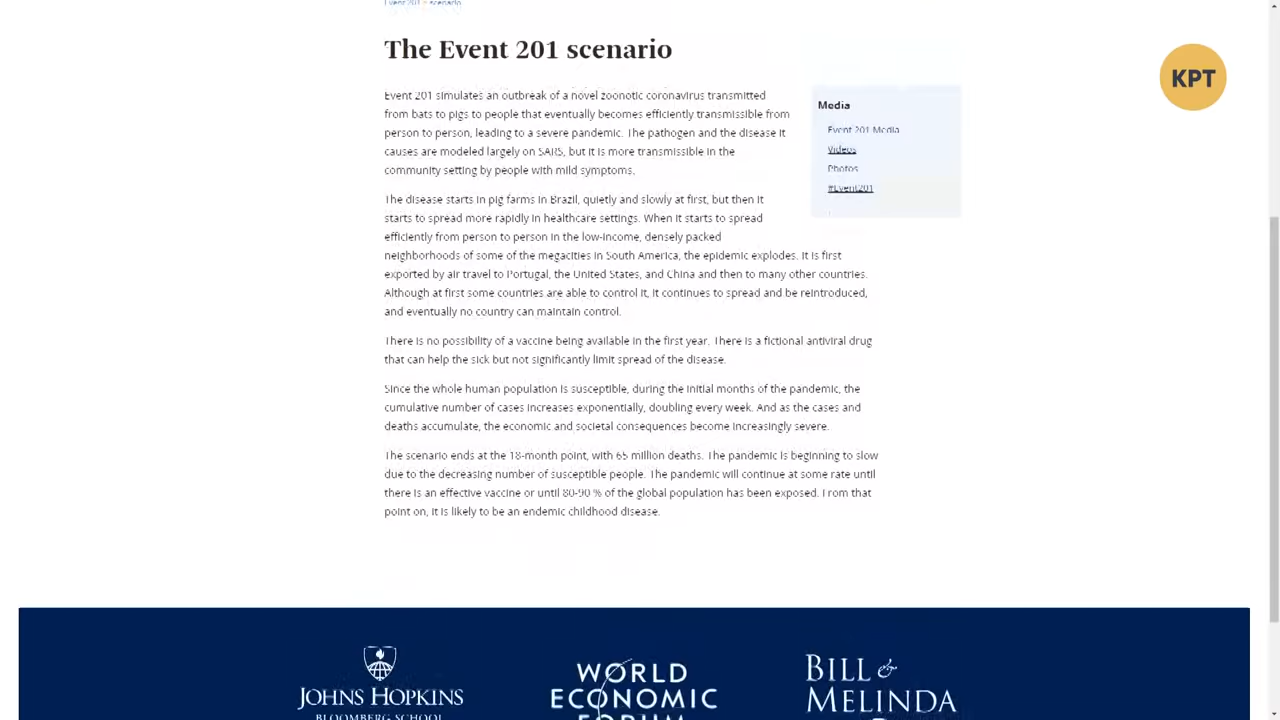 Event 201 > scenario
The Event 201 scenario
KPT
Event 201 simulates an outbreak of a novel zoonotic coronavirus transmitted
from bats to pigs to people that eventually becomes efficiently transmissible from
person to person, leading to a severe pandemic. The pathogen and the disease it
causes are modeled largely on SARS, but it is more transmissible in the
community setting by people with mild symptoms.
Media
Event 201 Media
Videos
Photos
#Event201
The disease starts in pig farms in Brazil, quietly and slowly at first, but then it
starts to spread more rapidly in healthcare settings. When it starts to spread
efficiently from person to person in the low-income, densely packed
neighborhoods of some of the megacities in South America, the epidemic explodes. It is first
exported by air travel to Portugal, the United States, and China and then to many other countries.
Although at first some countries are able to control it, it continues to spread and be reintroduced,
and eventually no country can maintain control.
There is no possibility of a vaccine being available in the first year. There is a fictional antiviral drug
that can help the sick but not significantly limit spread of the disease.
Since the whole human population is susceptible, during the initial months of the pandemic, the
cumulative number of cases increases exponentially, doubling every week. And as the cases and
deaths accumulate, the economic and societal consequences become increasingly severe.
The scenario ends at the 18-month point, with 65 million deaths. The pandemic is beginning to slow
due to the decreasing number of susceptible people. The pandemic will continue at some rate until
there is an effective vaccine or until 80-90 % of the global population has been exposed. From that
point on, it is likely to be an endemic childhood disease.
JOHNS HOPKINS
BLOOMBERG SCHOOL
WORLD
ECONOMIC
FORUM
BILL &
MELINDA